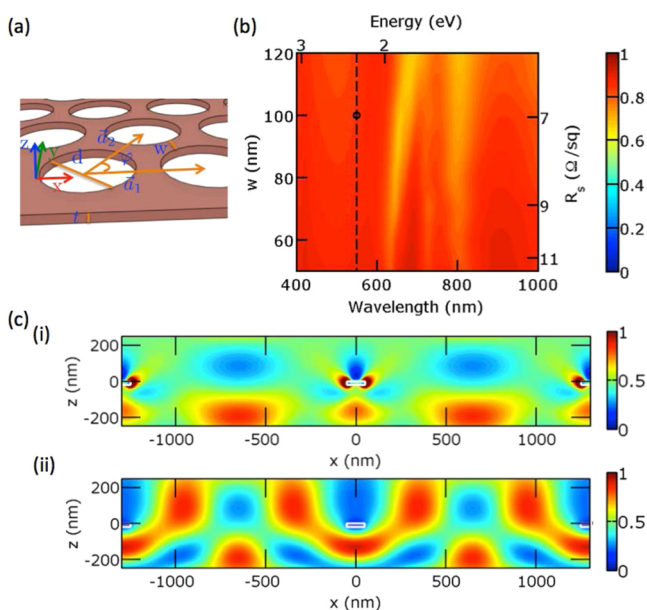 (a)
z y x d a⃗₂ φ w a⃗₁ t
(b)
Energy (eV)
3 2
120
100
80
60
w (nm)
400 600 800 1000
Wavelength (nm)
7
9
11
Rₛ (Ω/sq)
1
0.8
0.6
0.4
0.2
0
(c)
(i)
200
0
-200
z (nm)
-1000 -500 0 500 1000
x (nm)
1
0.5
0
(ii)
200
0
-200
z (nm)
-1000 -500 0 500 1000
x (nm)
1
0.5
0